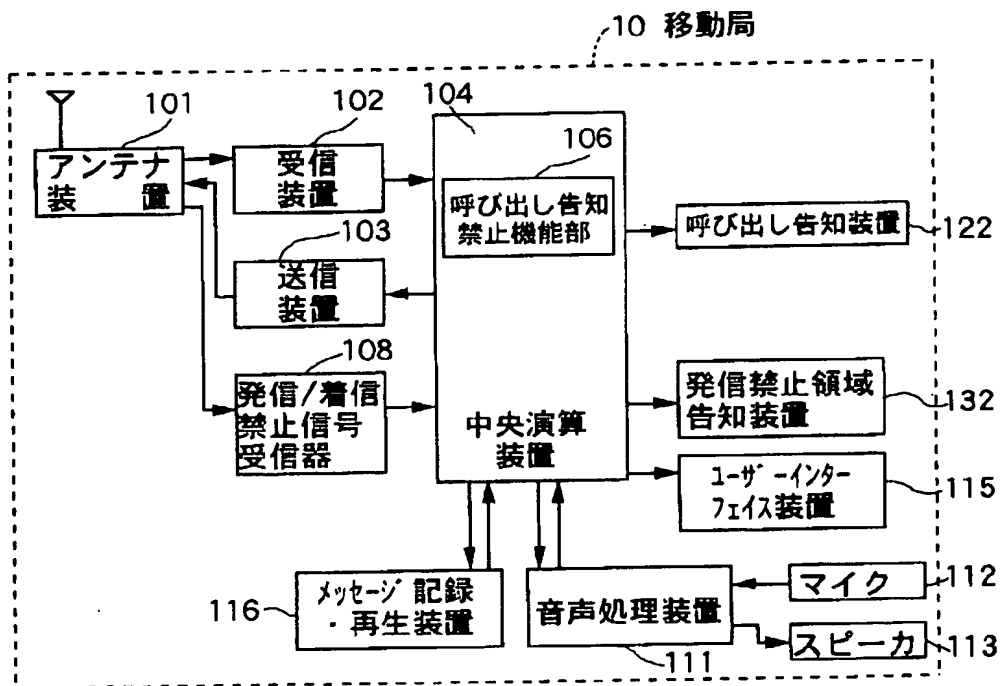 10 移動局
101
アンテナ
装 置
102
受信
装置
103
送信
装置
108
発信/着信
禁止信号
受信器
104
106
呼び出し告知
禁止機能部
中央演算
装置
呼び出し告知装置
122
発信禁止領域
告知装置
132
ユーザーインター
フェイス装置
115
116
メッセージ記録
・再生装置
音声処理装置
111
マイク
112
スピーカ
113